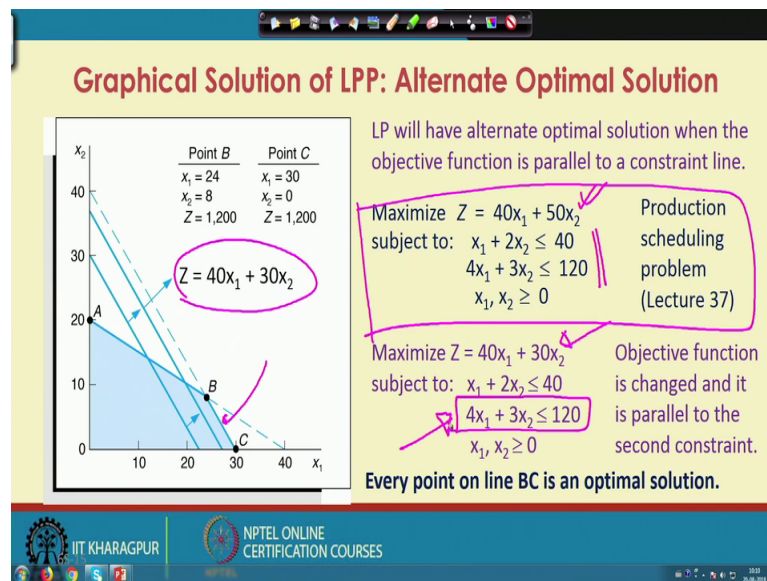 Graphical Solution of LPP: Alternate Optimal Solution
x2
40
30
20
10
0
10 20 30 40 x1
A
B
C
Point B Point C
x1 = 24 x1 = 30
x2 = 8 x2 = 0
Z = 1,200 Z = 1,200
Z = 40x1 + 30x2
LP will have alternate optimal solution when the
objective function is parallel to a constraint line.
Maximize Z = 40x1 + 50x2
subject to: x1 + 2x2 ≤ 40
4x1 + 3x2 ≤ 120
x1, x2 ≥ 0
Production
scheduling
problem
(Lecture 37)
Maximize Z = 40x1 + 30x2
subject to: x1 + 2x2 ≤ 40
4x1 + 3x2 ≤ 120
x1, x2 ≥ 0
Objective function
is changed and it
is parallel to the
second constraint.
Every point on line BC is an optimal solution.
IIT KHARAGPUR
NPTEL ONLINE
CERTIFICATION COURSES
NPTEL
10:10